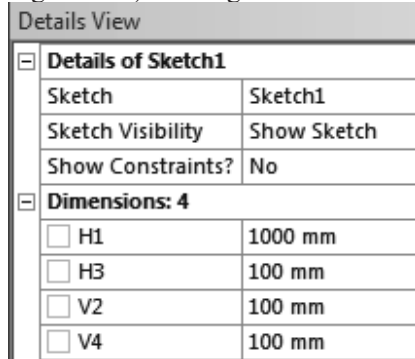 Details View
Details of Sketch1
Sketch Sketch1
Sketch Visibility Show Sketch
Show Constraints? No
Dimensions: 4
H1 1000 mm
H3 100 mm
V2 100 mm
V4 100 mm